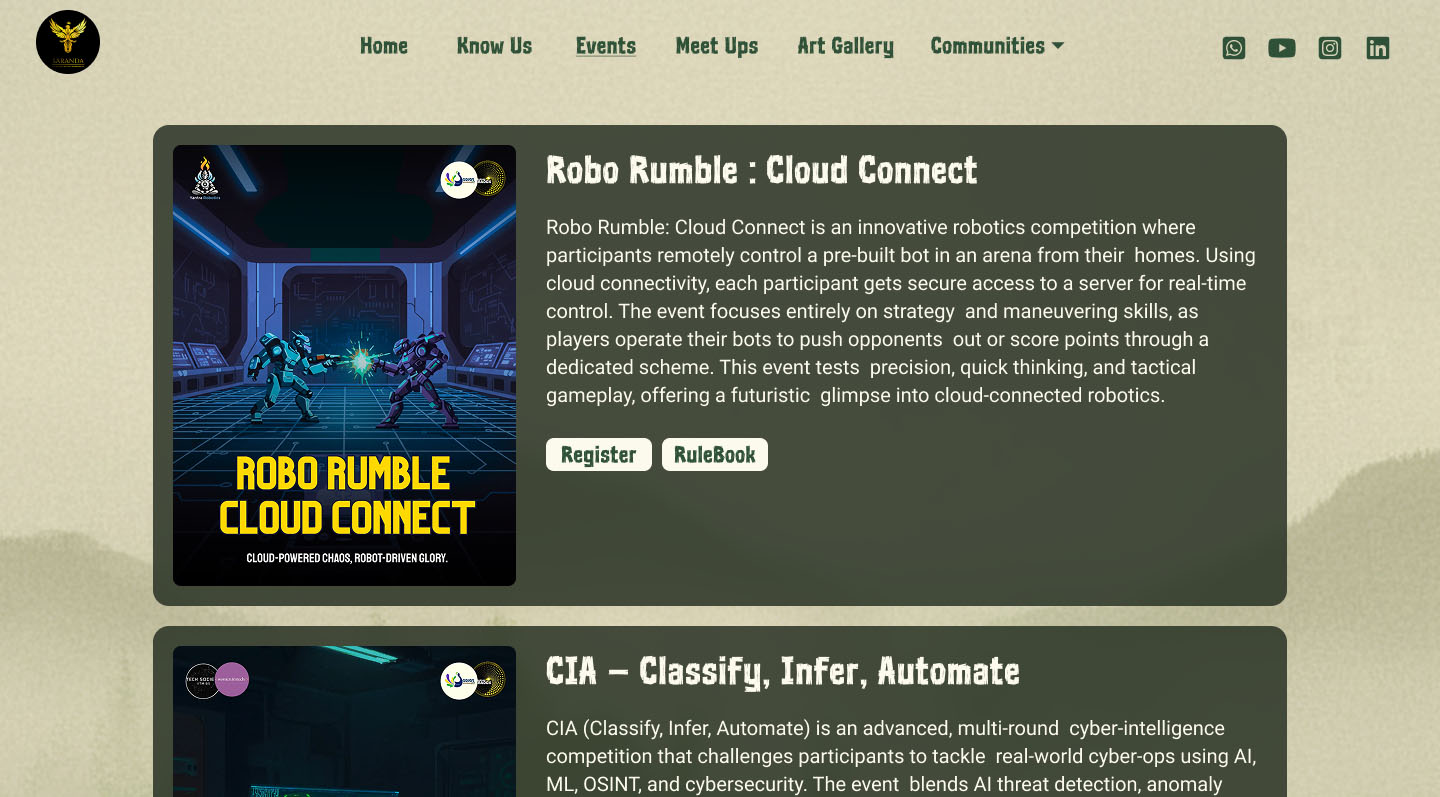 SARANDA
Home Know Us Events Meet Ups Art Gallery Communities
Yantra Robotics
ROBO RUMBLE
CLOUD CONNECT
CLOUD-POWERED CHAOS, ROBOT-DRIVEN GLORY.
Robo Rumble : Cloud Connect
Robo Rumble: Cloud Connect is an innovative robotics competition where
participants remotely control a pre-built bot in an arena from their homes. Using
cloud connectivity, each participant gets secure access to a server for real-time
control. The event focuses entirely on strategy and maneuvering skills, as
players operate their bots to push opponents out or score points through a
dedicated scheme. This event tests precision, quick thinking, and tactical
gameplay, offering a futuristic glimpse into cloud-connected robotics.
Register RuleBook
TECH SOCIE
CIA – Classify, Infer, Automate
CIA (Classify, Infer, Automate) is an advanced, multi-round cyber-intelligence
competition that challenges participants to tackle real-world cyber-ops using AI,
ML, OSINT, and cybersecurity. The event blends AI threat detection, anomaly